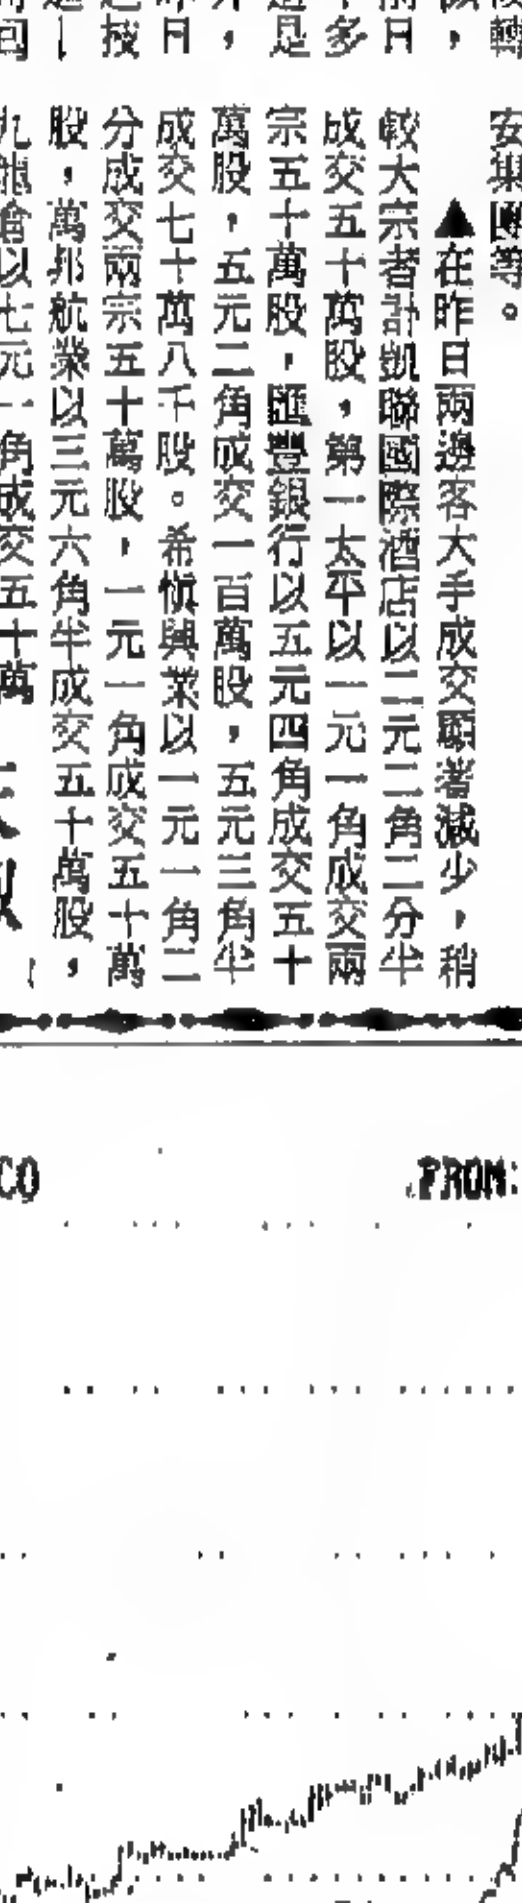 安集團等。
▲在昨日兩邊客大手成交顯著減少，稍
較大宗者計凱聯國際酒店以二元二角二分半
成交五十萬股，第一太平以一元一角成交兩
宗五十萬股，匯豐銀行以五元四角成交五十
萬股，五元二角成交一百萬股，五元三角半
成交七十萬八千股。希慎興業以一元一角二
分成交兩宗五十萬股，一元一角成交五十萬
股，萬邦航業以三元六角半成交五十萬股，
九龍倉以七元一角成交五十萬
CO
FROM: